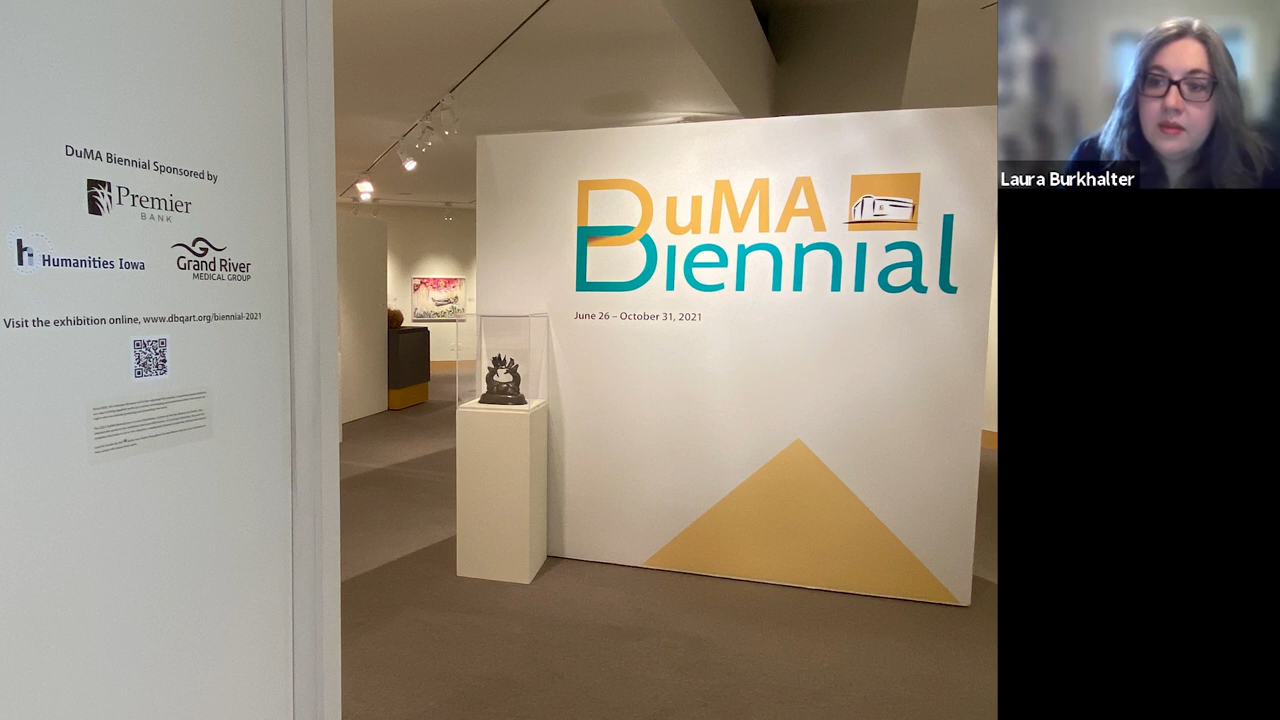 DuMA Biennial Sponsored by
Premier
BANK
h
Humanities Iowa
Grand River
MEDICAL GROUP
Visit the exhibition online, www.dbqart.org/biennial-2021
DuMA
Biennial
June 26 – October 31, 2021
Laura Burkhalter